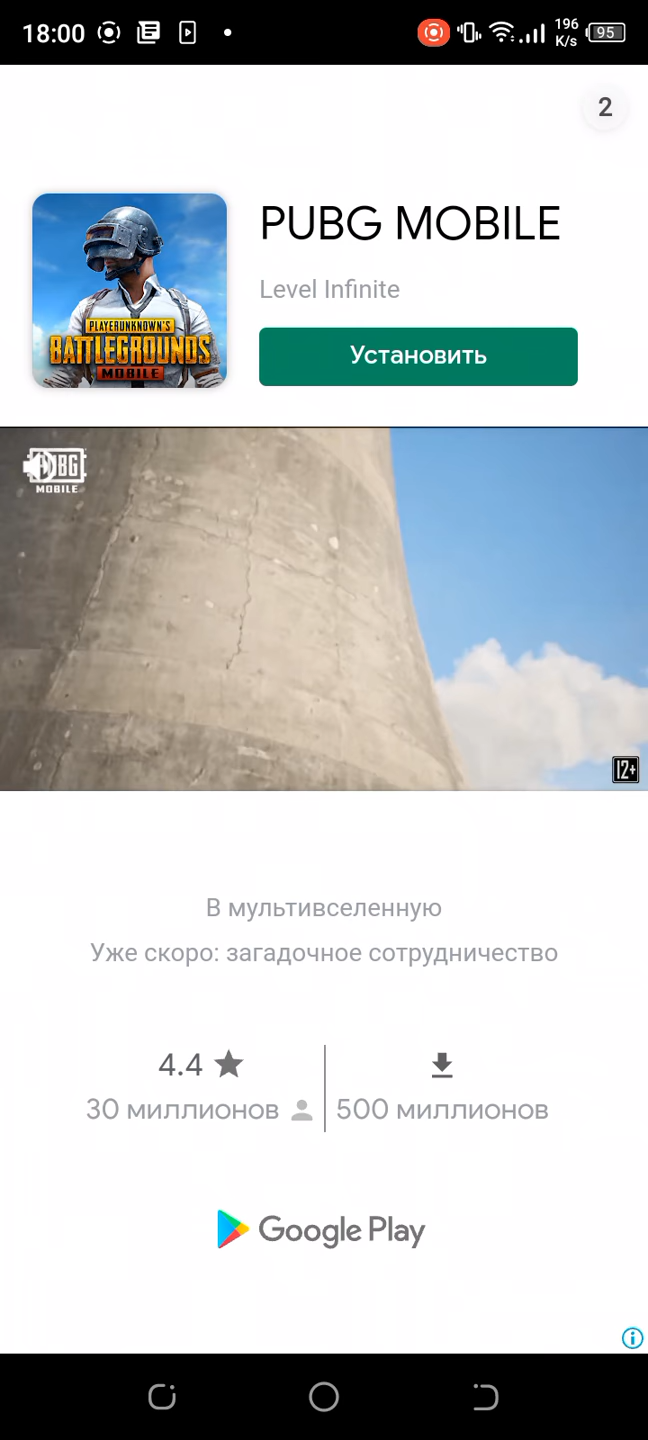 18:00
196
K/s
95
2
PUBG MOBILE
Level Infinite
PLAYERUNKNOWN'S
BATTLEGROUNDS
MOBILE
Установить
PUBG
MOBILE
12+
В мультивселенную
Уже скоро: загадочное сотрудничество
4.4
30 миллионов
500 миллионов
Google Play